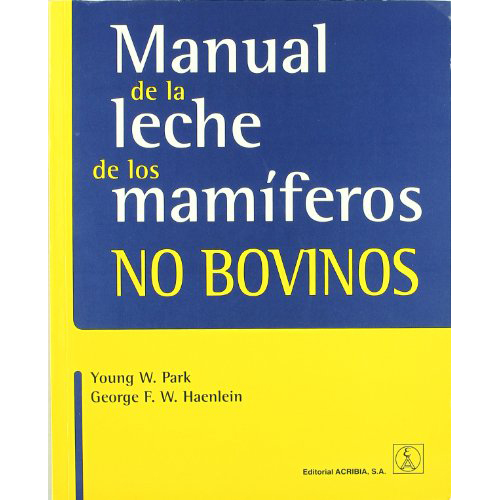 Manual
de la
leche
de los
mamíferos
NO BOVINOS
Young W. Park
George F. W. Haenlein
Editorial ACRIBIA, S.A.